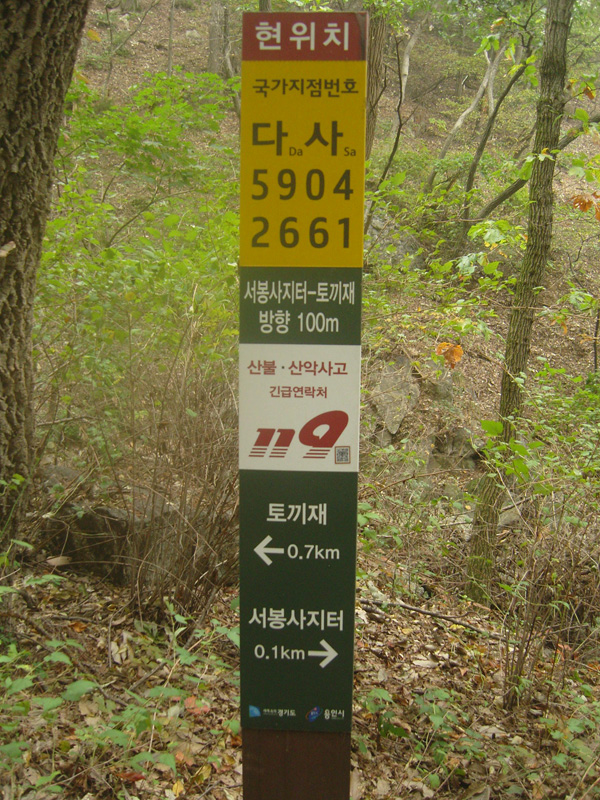 현위치
국가지점번호
다Da 사Sa
5904
2661
서봉사지터-토끼재
방향 100m
산불·산악사고
긴급연락처
119
토끼재
← 0.7km
서봉사지터
0.1km →
경기도 용인시